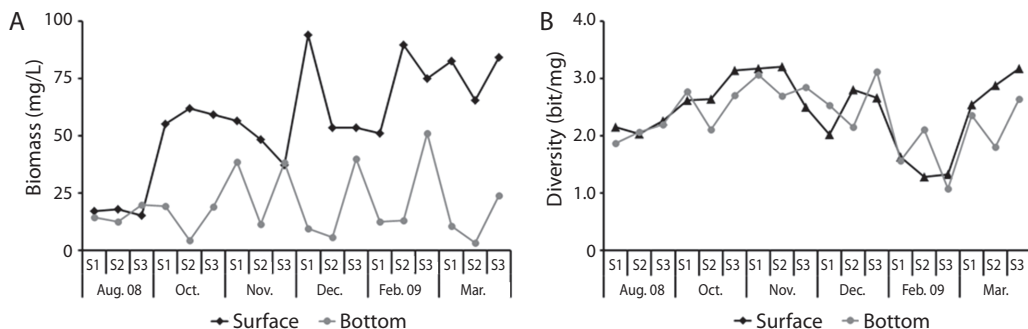 A
Biomass (mg/L)
100
75
50
25
0
S1 S2 S3 S1 S2 S3 S1 S2 S3 S1 S2 S3 S1 S2 S3 S1 S2 S3
Aug. 08 Oct. Nov. Dec. Feb. 09 Mar.
Surface Bottom
B
Diversity (bit/mg)
4.0
3.0
2.0
1.0
0
S1 S2 S3 S1 S2 S3 S1 S2 S3 S1 S2 S3 S1 S2 S3 S1 S2 S3
Aug. 08 Oct. Nov. Dec. Feb. 09 Mar.
Surface Bottom